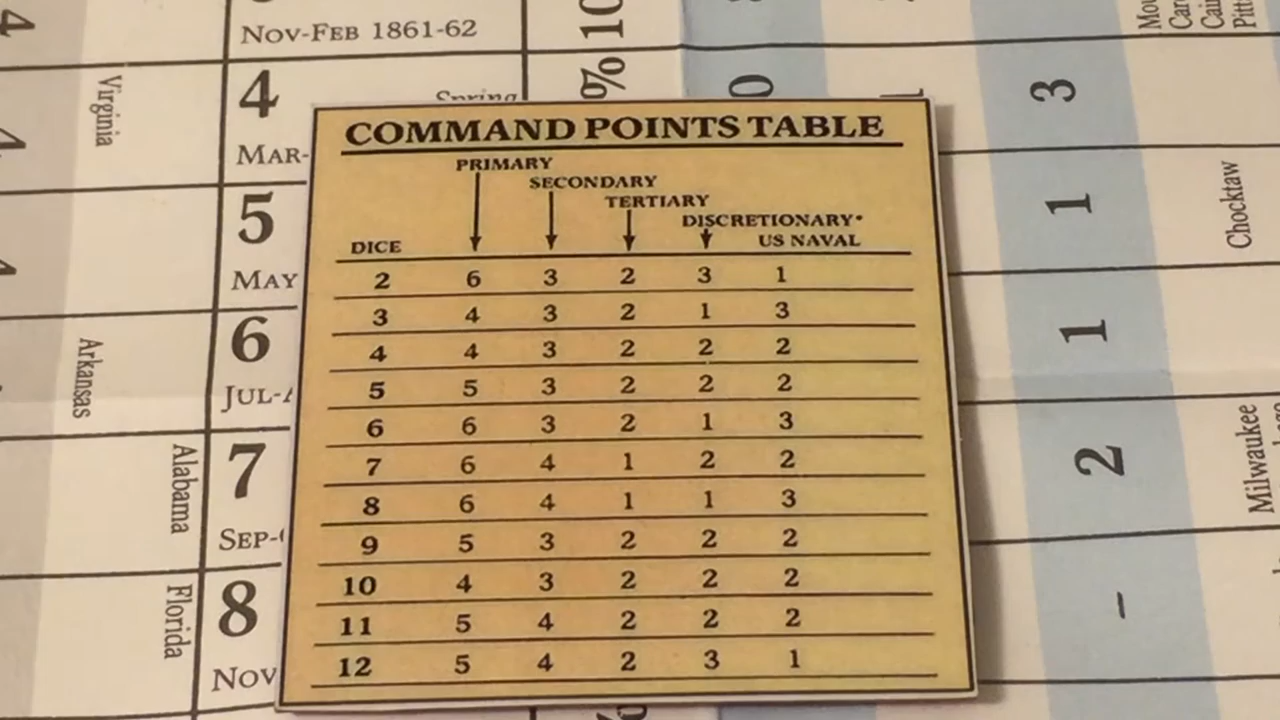 Nov-Feb 1861-62
% 10
Virginia
4
Spring
0
3
Mar-
COMMAND POINTS TABLE
PRIMARY
SECONDARY
TERTIARY
DISCRETIONARY*
DICE US NAVAL
2 6 3 2 3 1
3 4 3 2 1 3
4 4 3 2 2 2
5 5 3 2 2 2
6 6 3 2 1 3
7 6 4 1 2 2
8 6 4 1 1 3
9 5 3 2 2 2
10 4 3 2 2 2
11 5 4 2 2 2
12 5 4 2 3 1
5
1
Chocktaw
May
Arkansas
6
1
Jul-
Alabama
7
2
Milwaukee
Sep-
Florida
8
-
Nov